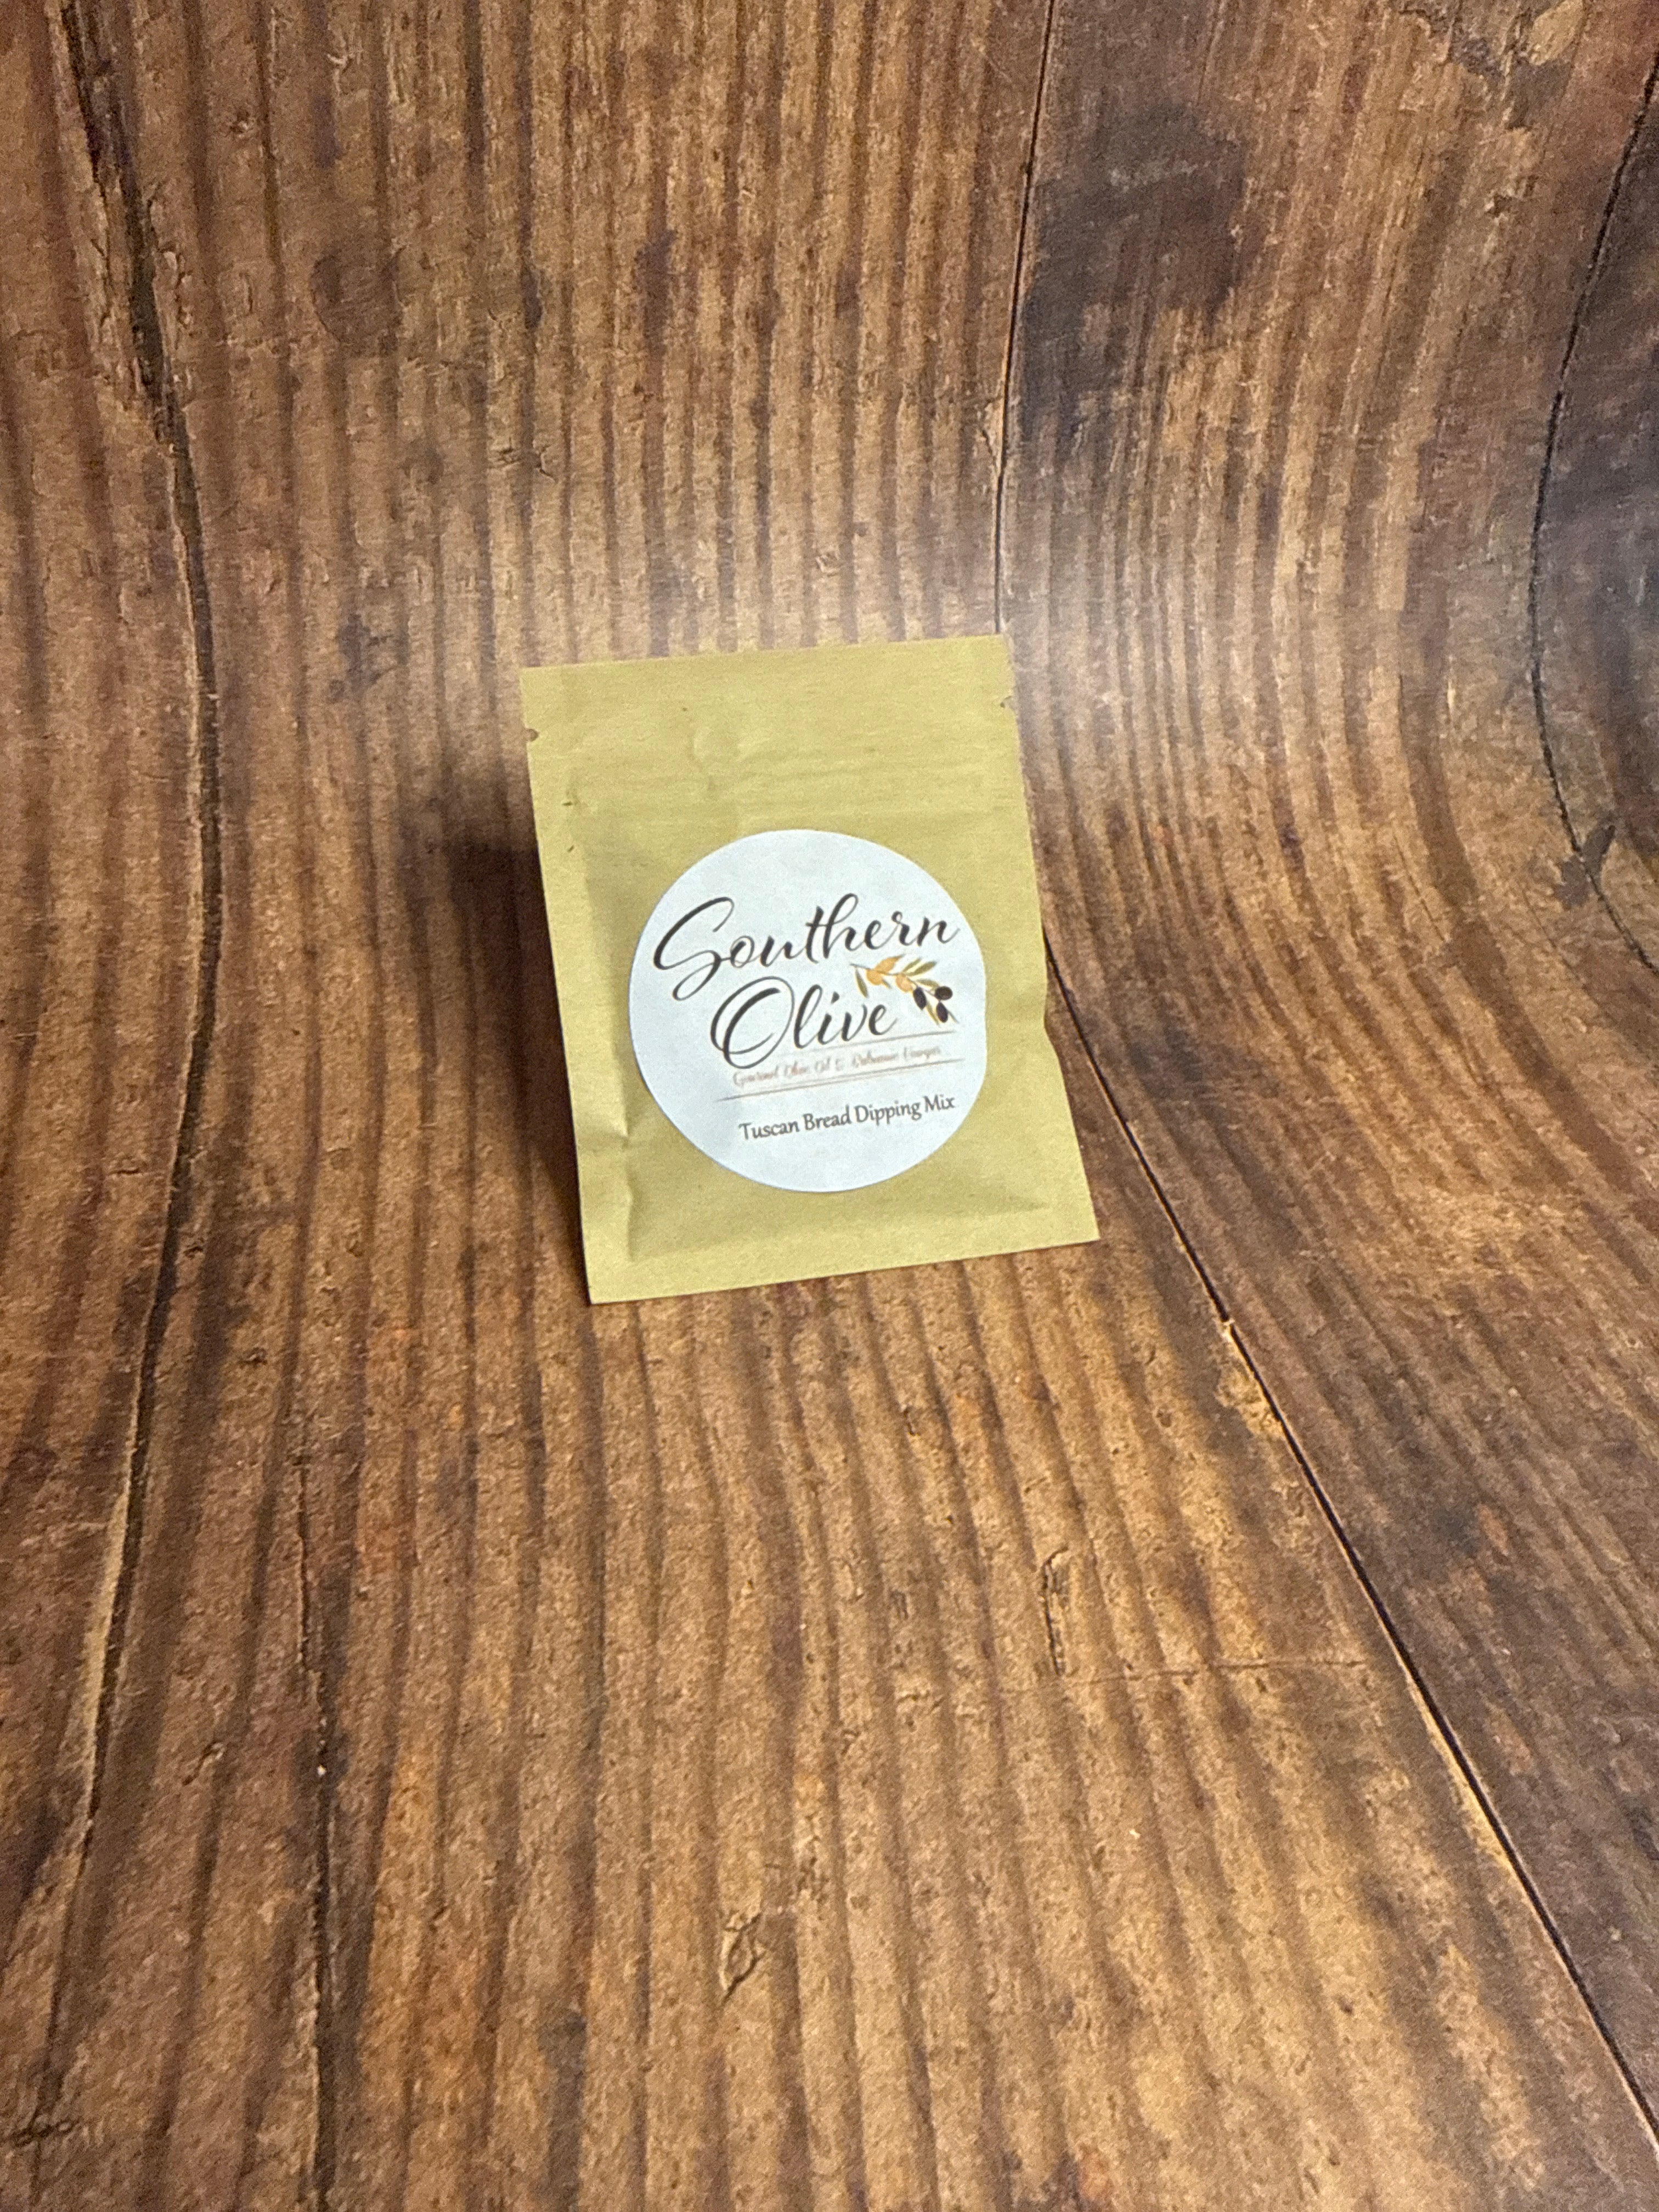 Southern
Olive
Gourmet Olive Oil & Balsamic Vinegar
Tuscan Bread Dipping Mix